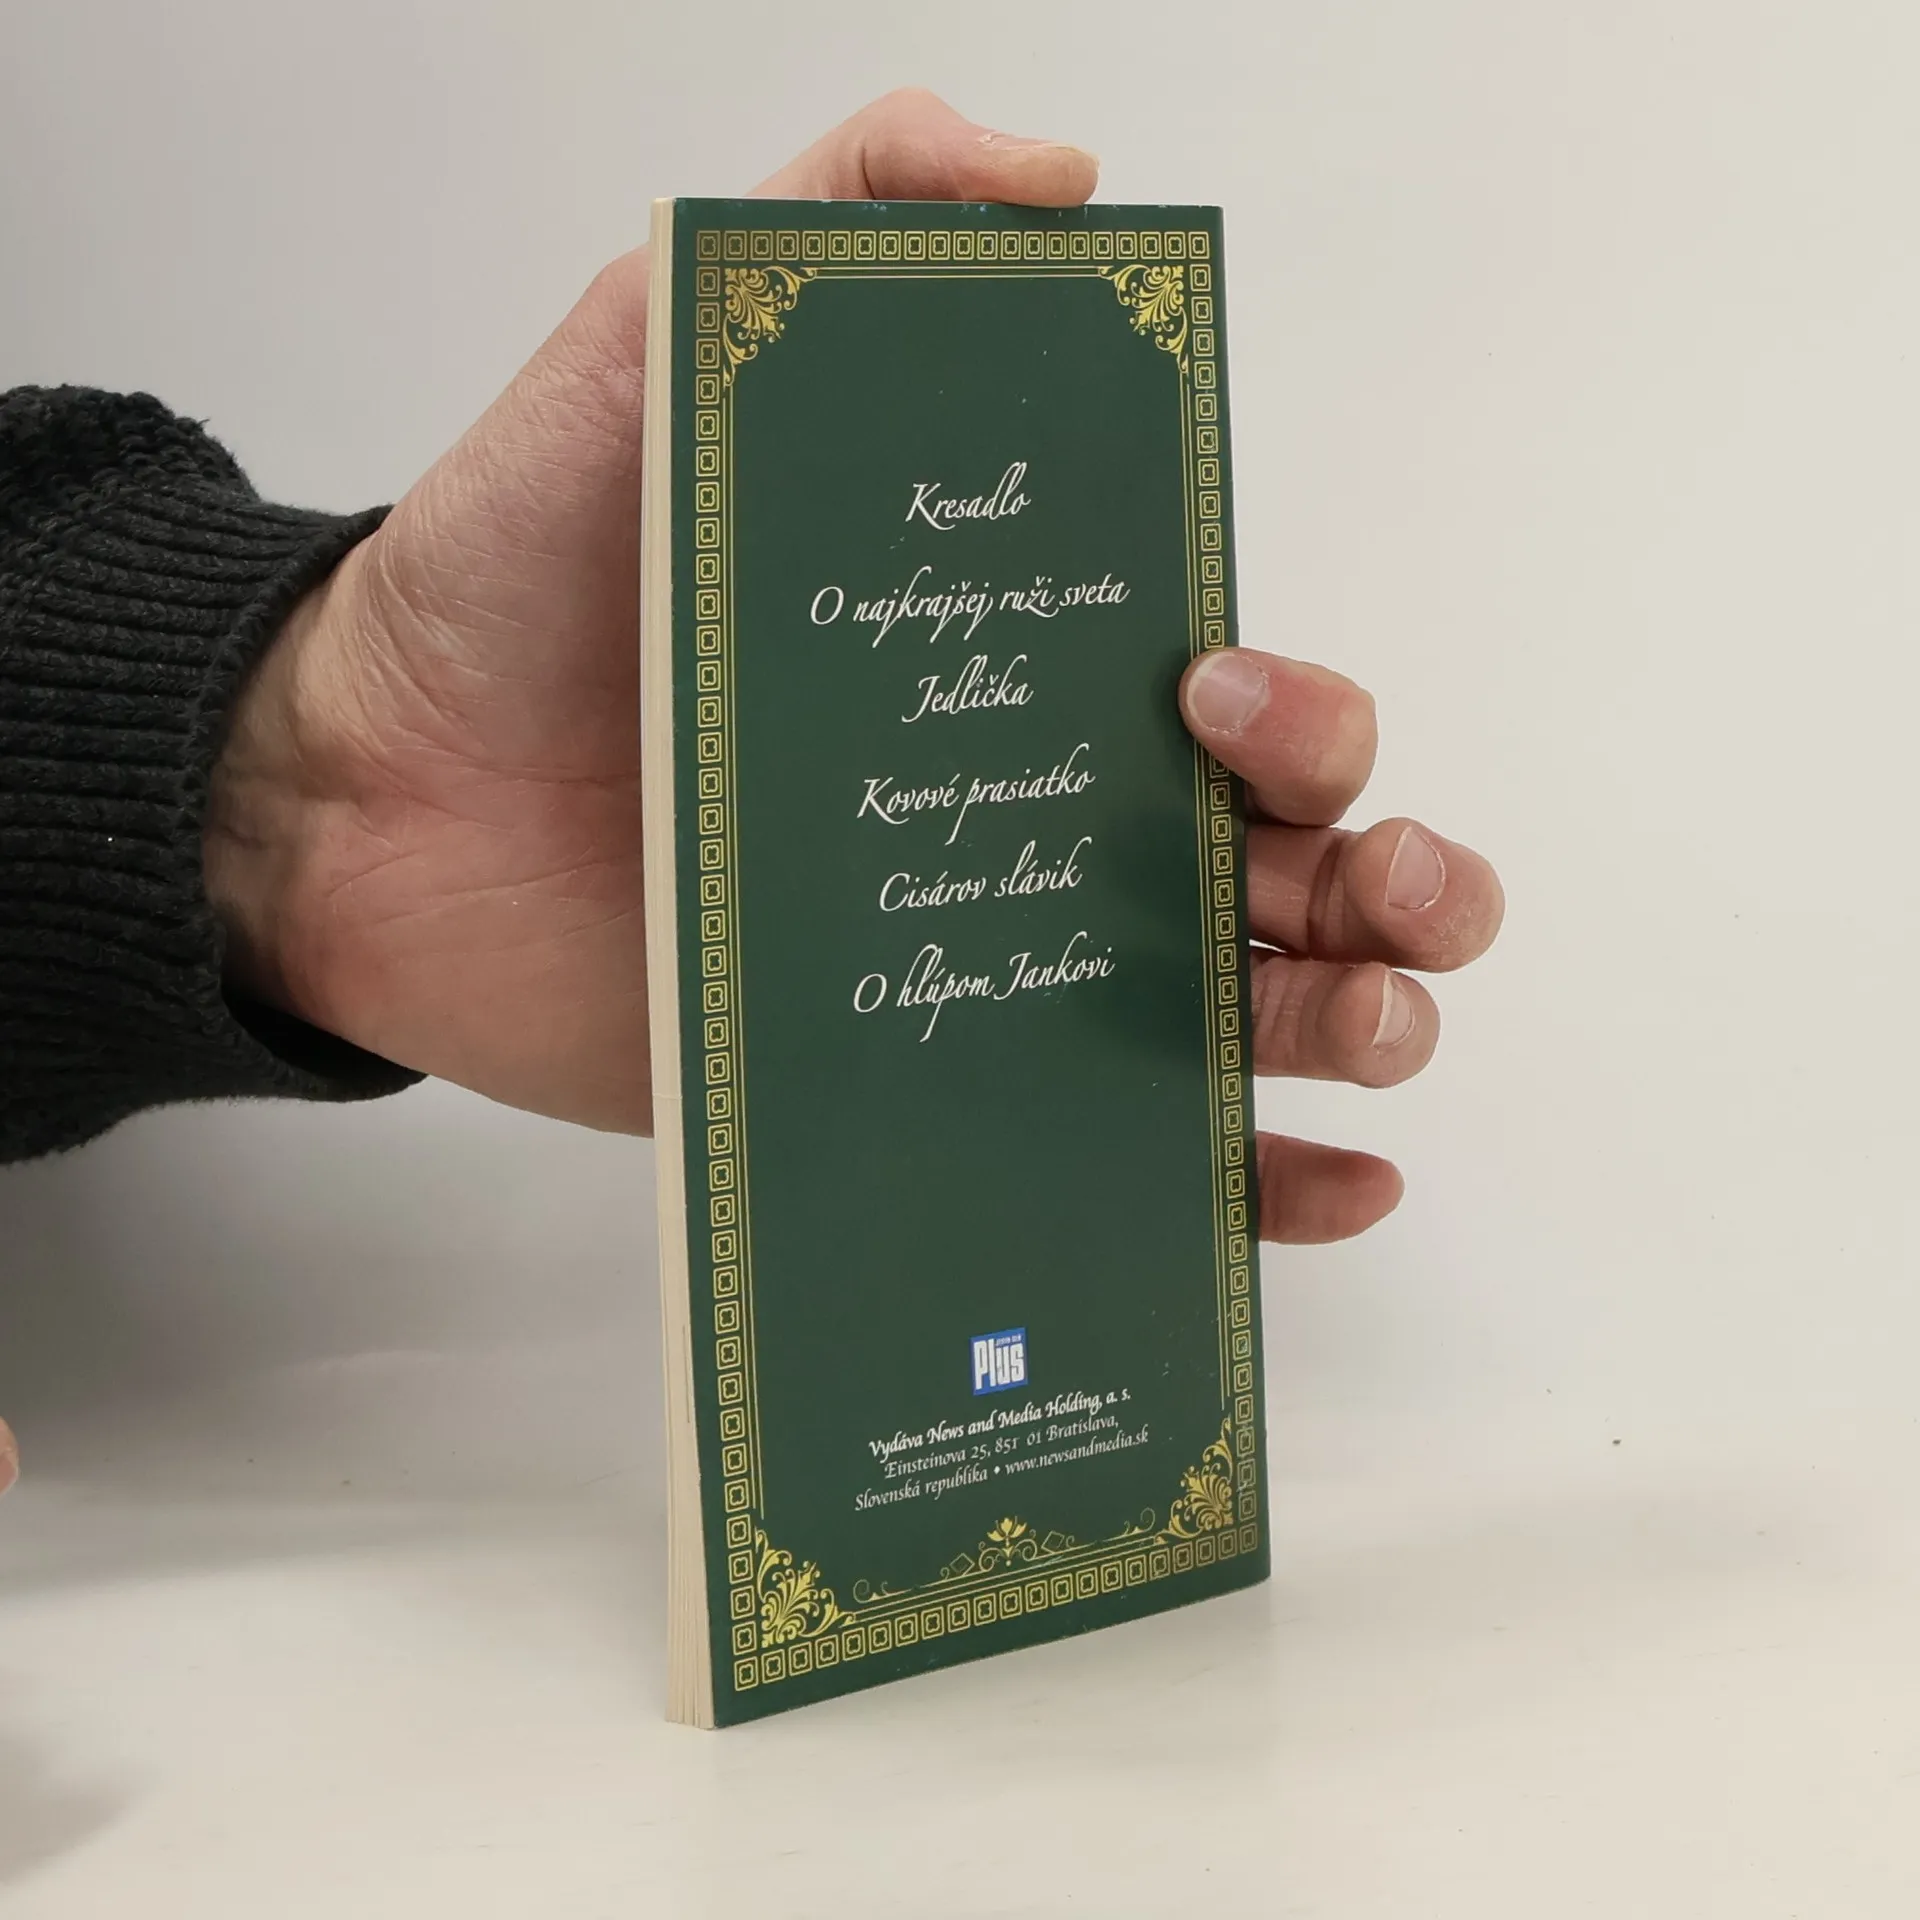 Kresadlo
O najkrajšej ruži sveta
Jedlička
Kovové prasiatko
Cisárov slávik
O hlúpom Jankovi
Plus
Vydáva News and Media Holding, a. s.
Einsteinova 25, 851 01 Bratislava,
Slovenská republika • www.newsandmedia.sk